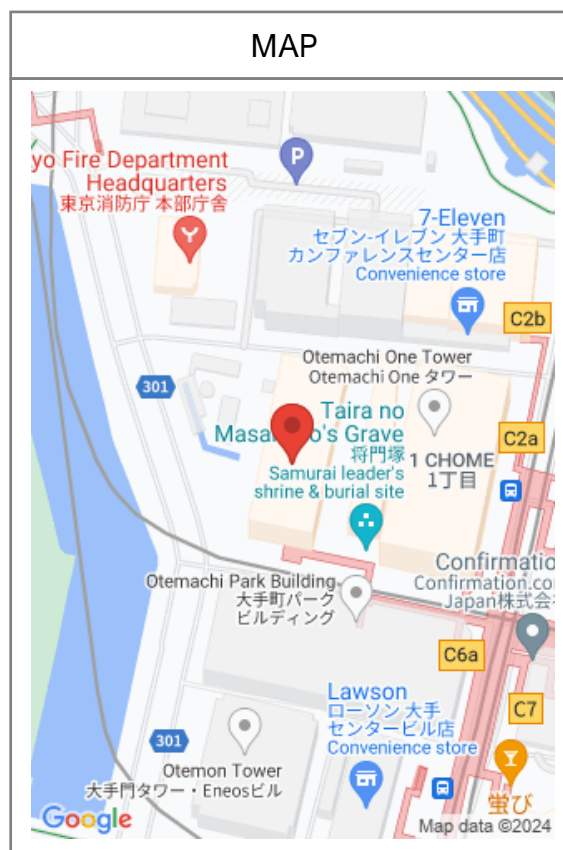 MAP
yo Fire Department
Headquarters
東京消防庁 本部庁舎
P
7-Eleven
セブン-イレブン 大手町
カンファレンスセンター店
Convenience store
C2b
Otemachi One Tower
Otemachi One タワー
301
Taira no
Masa o's Grave
将門塚
Samurai leader's
shrine & burial site
1 CHOME
1丁目
C2a
Confirmatio
Confirmation.co
Japan株式会
Otemachi Park Building
大手町パーク
ビルディング
C6a
C7
Lawson
ローソン 大手
センタービル店
Convenience store
301
Otemon Tower
大手門タワー・Eneosビル
蛍び
Google
Map data ©2024